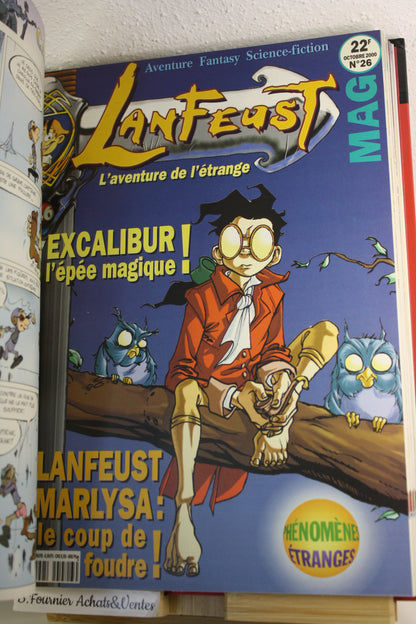 Aventure Fantasy Science-fiction
22F
OCTOBRE 2000
N°26
LANFEUST
MAG
L'aventure de l'étrange
6
EXCALIBUR
l'épée magique !
LANFEUST
MARLYSA :
le coup de
foudre !
PHÉNOMÈNES
ÉTRANGES
S. Fournier Achats&Ventes